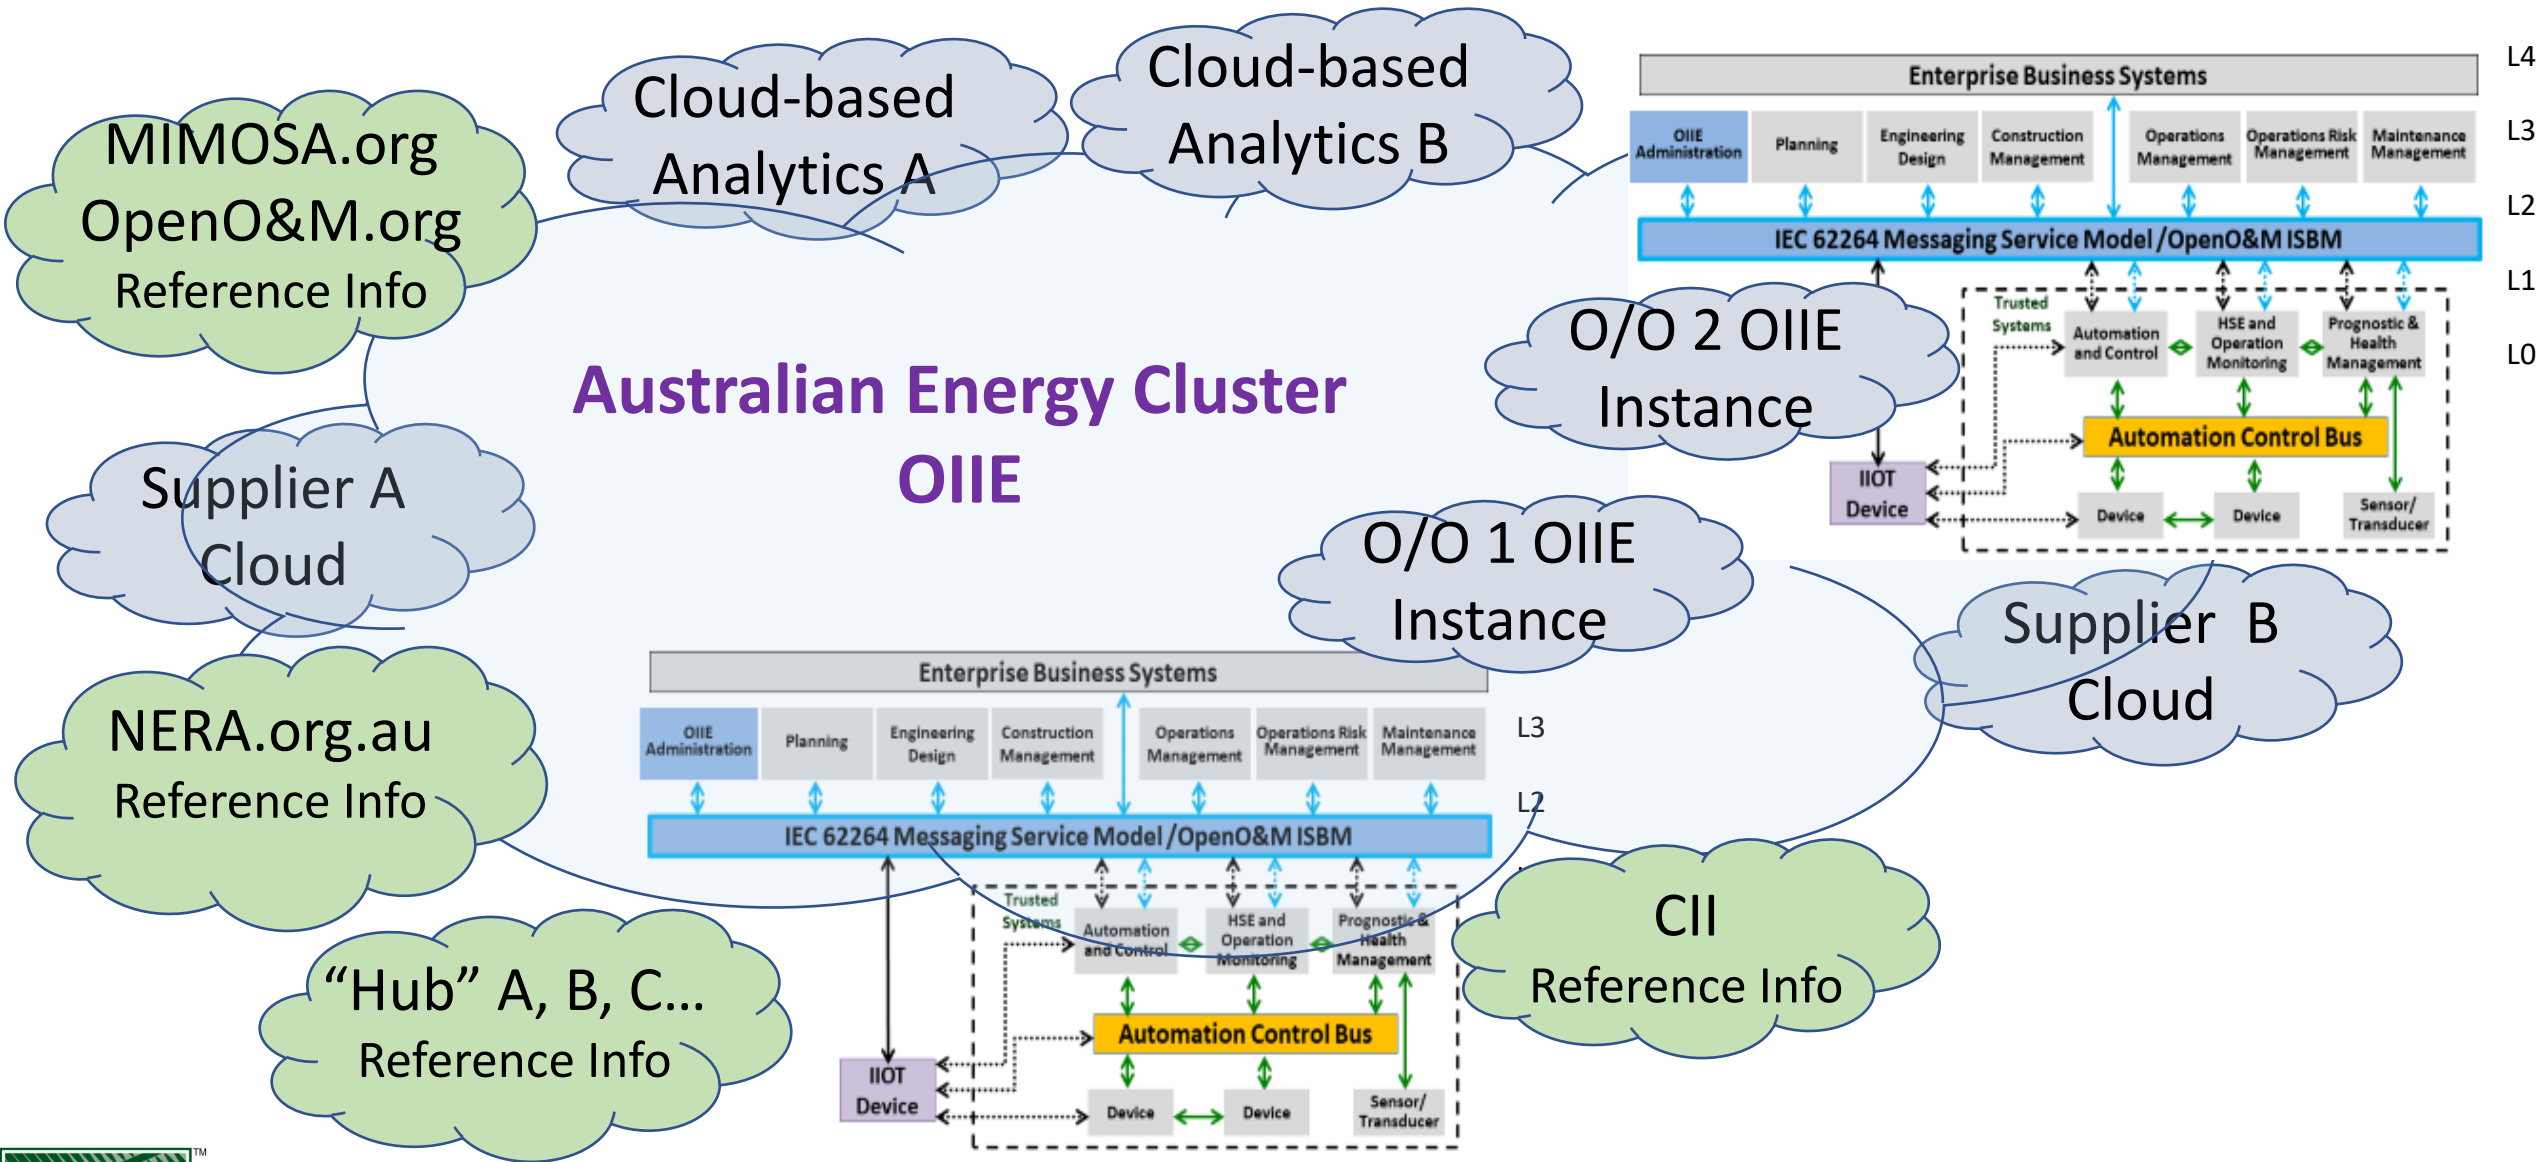 Cloud-based
Analytics A
Cloud-based
Analytics B
MIMOSA.org
OpenO&M.org
Reference Info
Enterprise Business Systems
L4
OIIE
Administration
Planning
Engineering
Design
Construction
Management
Operations
Management
Operations Risk
Management
Maintenance
Management
L3
L2
IEC 62264 Messaging Service Model /OpenO&M ISBM
L1
Trusted
Systems
Automation
and Control
HSE and
Operation
Monitoring
Prognostic &
Health
Management
L0
Automation Control Bus
IIOT
Device
Device
Device
Sensor/
Transducer
O/O 2 OIIE
Instance
Australian Energy Cluster
OIIE
Supplier A
Cloud
O/O 1 OIIE
Instance
Supplier B
Cloud
NERA.org.au
Reference Info
Enterprise Business Systems
OIIE
Administration
Planning
Engineering
Design
Construction
Management
Operations
Management
Operations Risk
Management
Maintenance
Management
L3
L2
IEC 62264 Messaging Service Model /OpenO&M ISBM
Trusted
Systems
Automation
and Control
HSE and
Operation
Monitoring
Prognostic &
Health
Management
Automation Control Bus
IIOT
Device
Device
Device
Sensor/
Transducer
CII
Reference Info
“Hub” A, B, C...
Reference Info
TM